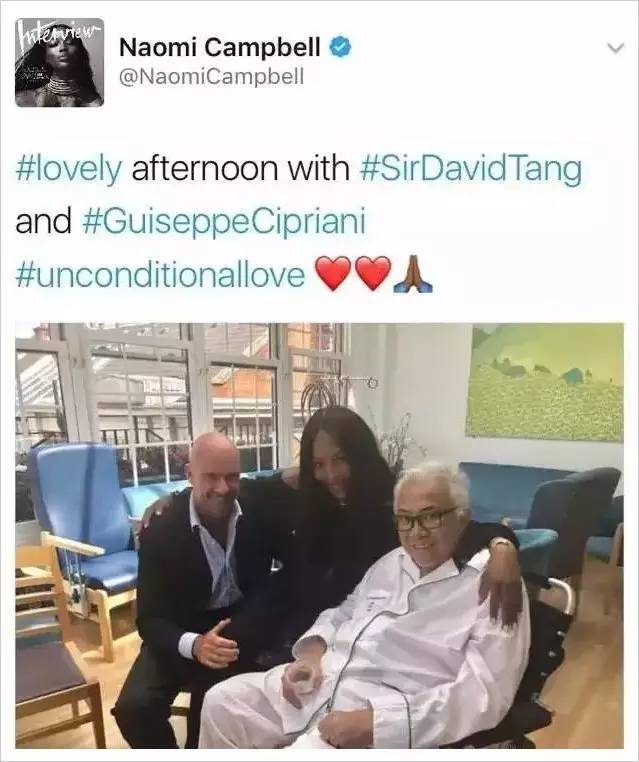 Interview
Naomi Campbell
@NaomiCampbell
#lovely afternoon with #SirDavidTang
and #GuiseppeCipriani
#unconditionallove ❤️❤️🙏🏾